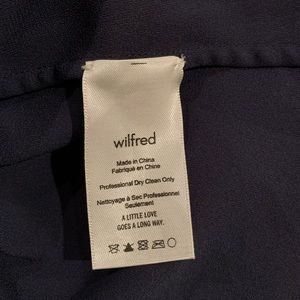 wilfred
Made in China
Fabriqué en Chine
Professional Dry Clean Only
Nettoyage à Sec Professionnel
Seulement
A LITTLE LOVE
GOES A LONG WAY.